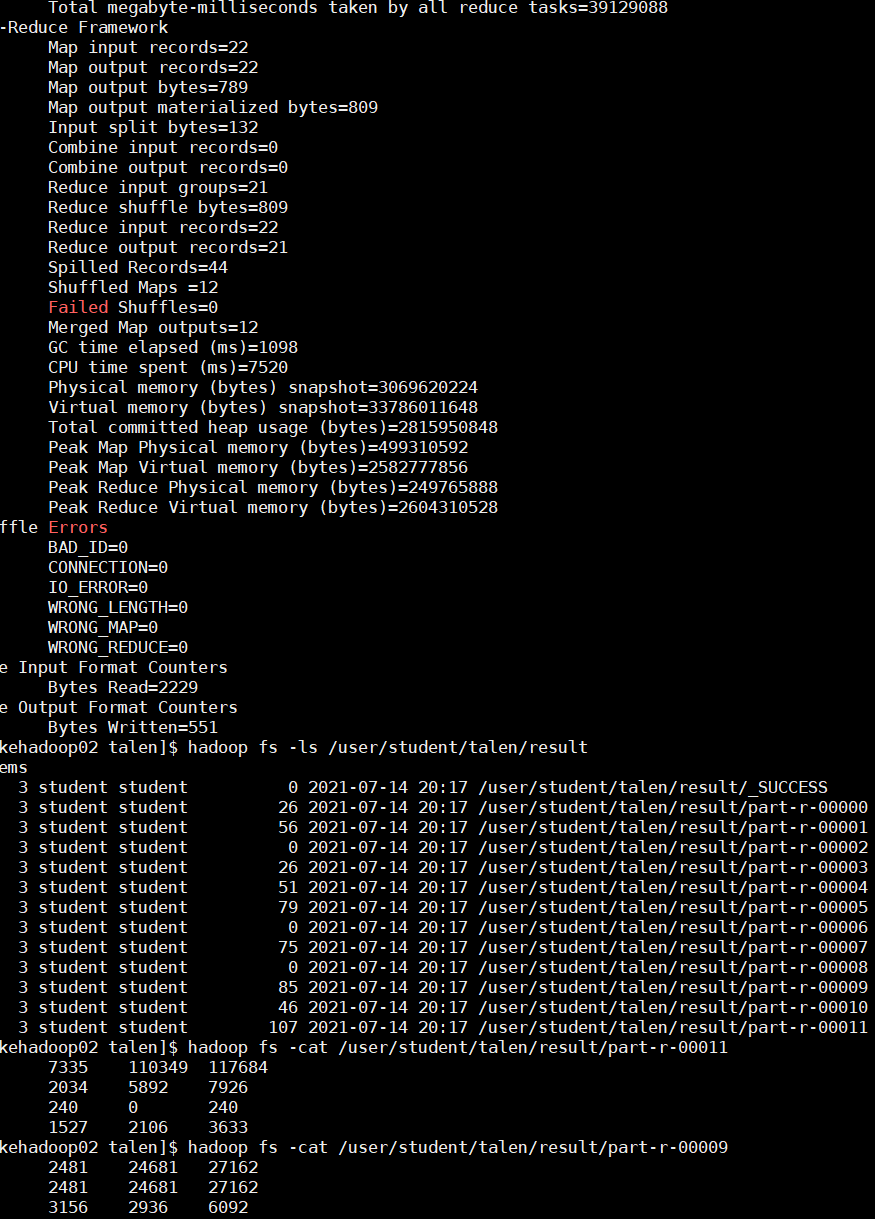 Total megabyte-milliseconds taken by all reduce tasks=39129088
-Reduce Framework
Map input records=22
Map output records=22
Map output bytes=789
Map output materialized bytes=809
Input split bytes=132
Combine input records=0
Combine output records=0
Reduce input groups=21
Reduce shuffle bytes=809
Reduce input records=22
Reduce output records=21
Spilled Records=44
Shuffled Maps =12
Failed Shuffles=0
Merged Map outputs=12
GC time elapsed (ms)=1098
CPU time spent (ms)=7520
Physical memory (bytes) snapshot=3069620224
Virtual memory (bytes) snapshot=33786011648
Total committed heap usage (bytes)=2815950848
Peak Map Physical memory (bytes)=499310592
Peak Map Virtual memory (bytes)=2582777856
Peak Reduce Physical memory (bytes)=249765888
Peak Reduce Virtual memory (bytes)=2604310528
ffle Errors
BAD_ID=0
CONNECTION=0
IO_ERROR=0
WRONG_LENGTH=0
WRONG_MAP=0
WRONG_REDUCE=0
e Input Format Counters
Bytes Read=2229
e Output Format Counters
Bytes Written=551
kehadoop02 talen]$ hadoop fs -ls /user/student/talen/result
ems
3 student student 0 2021-07-14 20:17 /user/student/talen/result/_SUCCESS
3 student student 26 2021-07-14 20:17 /user/student/talen/result/part-r-00000
3 student student 56 2021-07-14 20:17 /user/student/talen/result/part-r-00001
3 student student 0 2021-07-14 20:17 /user/student/talen/result/part-r-00002
3 student student 26 2021-07-14 20:17 /user/student/talen/result/part-r-00003
3 student student 51 2021-07-14 20:17 /user/student/talen/result/part-r-00004
3 student student 79 2021-07-14 20:17 /user/student/talen/result/part-r-00005
3 student student 0 2021-07-14 20:17 /user/student/talen/result/part-r-00006
3 student student 75 2021-07-14 20:17 /user/student/talen/result/part-r-00007
3 student student 0 2021-07-14 20:17 /user/student/talen/result/part-r-00008
3 student student 85 2021-07-14 20:17 /user/student/talen/result/part-r-00009
3 student student 46 2021-07-14 20:17 /user/student/talen/result/part-r-00010
3 student student 107 2021-07-14 20:17 /user/student/talen/result/part-r-00011
kehadoop02 talen]$ hadoop fs -cat /user/student/talen/result/part-r-00011
7335 110349 117684
2034 5892 7926
240 0 240
1527 2106 3633
kehadoop02 talen]$ hadoop fs -cat /user/student/talen/result/part-r-00009
2481 24681 27162
2481 24681 27162
3156 2936 6092